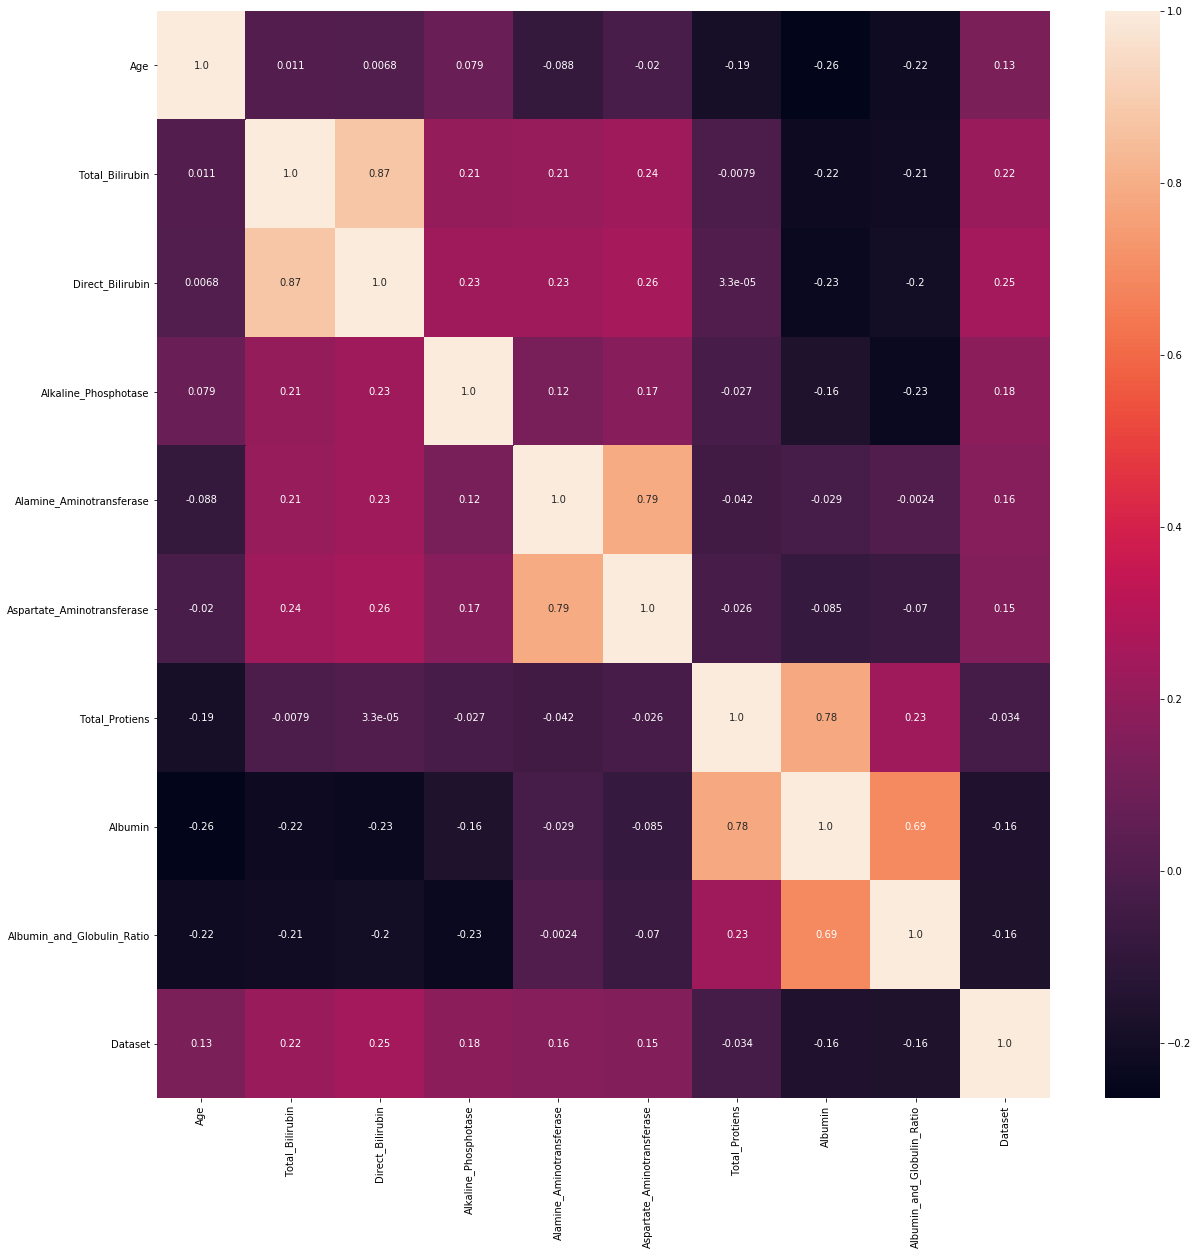 Age 1.0 0.011 0.0068 0.079 -0.088 -0.02 -0.19 -0.26 -0.22 0.13
Total_Bilirubin 0.011 1.0 0.87 0.21 0.21 0.24 -0.0079 -0.22 -0.21 0.22
Direct_Bilirubin 0.0068 0.87 1.0 0.23 0.23 0.26 3.3e-05 -0.23 -0.2 0.25
Alkaline_Phosphotase 0.079 0.21 0.23 1.0 0.12 0.17 -0.027 -0.16 -0.23 0.18
Alamine_Aminotransferase -0.088 0.21 0.23 0.12 1.0 0.79 -0.042 -0.029 -0.0024 0.16
Aspartate_Aminotransferase -0.02 0.24 0.26 0.17 0.79 1.0 -0.026 -0.085 -0.07 0.15
Total_Protiens -0.19 -0.0079 3.3e-05 -0.027 -0.042 -0.026 1.0 0.78 0.23 -0.034
Albumin -0.26 -0.22 -0.23 -0.16 -0.029 -0.085 0.78 1.0 0.69 -0.16
Albumin_and_Globulin_Ratio -0.22 -0.21 -0.2 -0.23 -0.0024 -0.07 0.23 0.69 1.0 -0.16
Dataset 0.13 0.22 0.25 0.18 0.16 0.15 -0.034 -0.16 -0.16 1.0
Age
Total_Bilirubin
Direct_Bilirubin
Alkaline_Phosphotase
Alamine_Aminotransferase
Aspartate_Aminotransferase
Total_Protiens
Albumin
Albumin_and_Globulin_Ratio
Dataset
1.0
0.8
0.6
0.4
0.2
0.0
−0.2